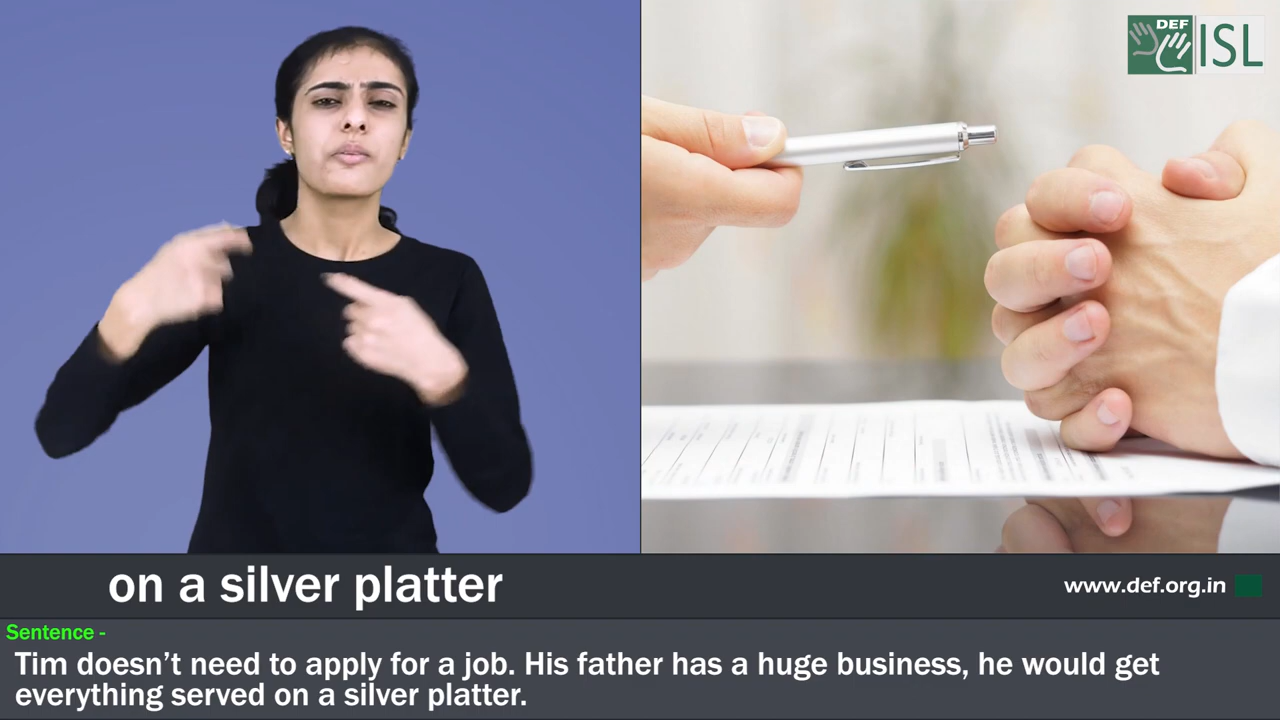 DEF
ISL
on a silver platter
www.def.org.in
Sentence -
Tim doesn't need to apply for a job. His father has a huge business, he would get
everything served on a silver platter.